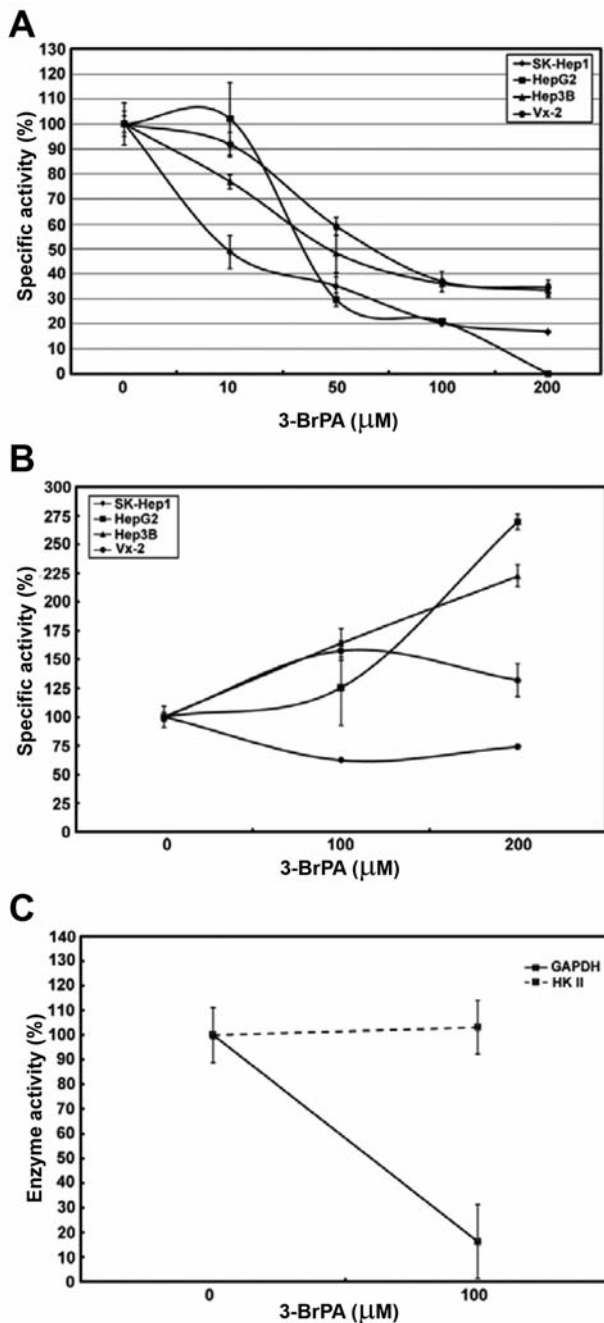 A
Specific activity (%)
130
120
110
100
90
80
70
60
50
40
30
20
10
0
SK-Hep1
HepG2
Hep3B
Vx-2
0 10 50 100 200
3-BrPA (μM)
B
Specific activity (%)
300
275
250
225
200
175
150
125
100
75
50
25
0
SK-Hep1
HepG2
Hep3B
Vx-2
0 100 200
3-BrPA (μM)
C
Enzyme activity (%)
140
130
120
110
100
90
80
70
60
50
40
30
20
10
0
GAPDH
HK II
0 100
3-BrPA (μM)